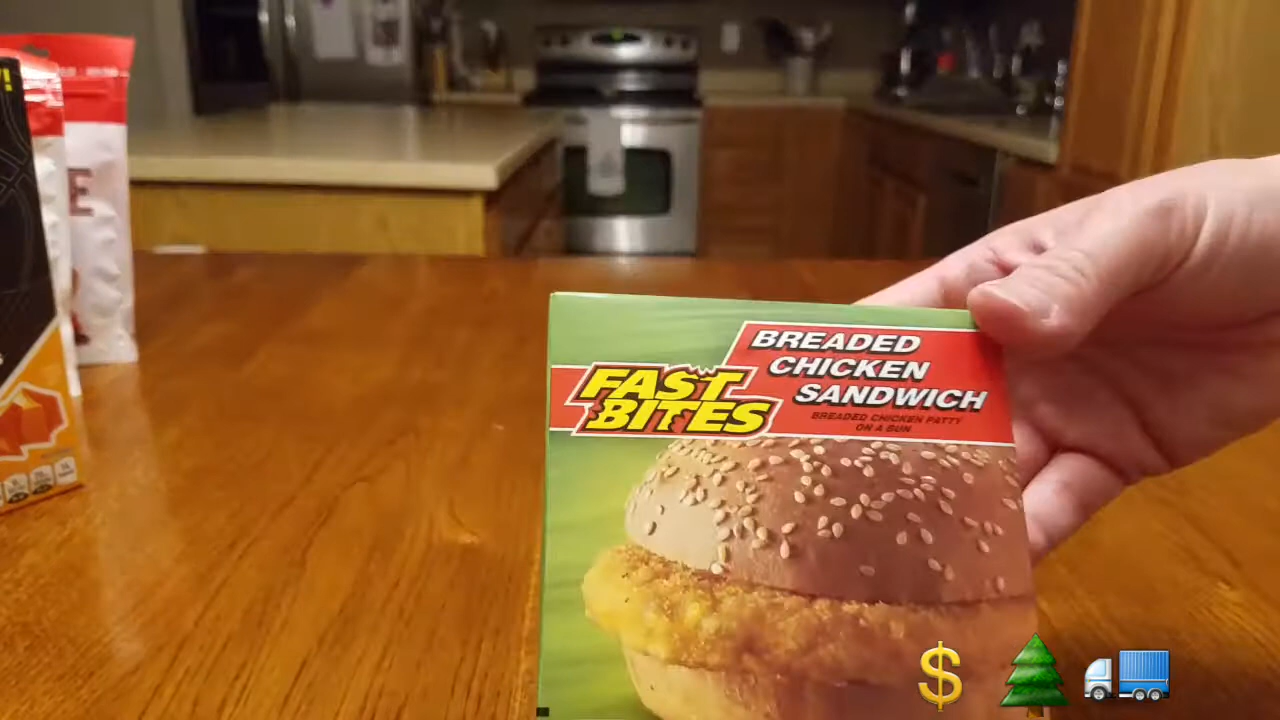 BREADED
CHICKEN
SANDWICH
BREADED CHICKEN PATTY
ON A BUN
FAST
BITES
E
$